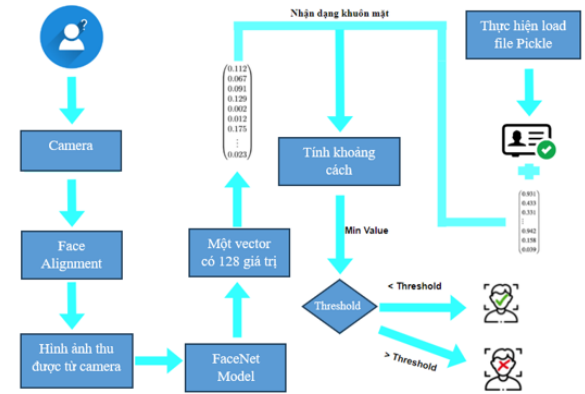 Nhận dạng khuôn mặt
Thực hiện load
file Pickle
?
Camera
Face
Alignment
Hình ảnh thu
được từ camera
FaceNet
Model
Một vector
có 128 giá trị
0.112
0.067
0.091
0.129
0.002
0.012
0.175
⋮
0.023
Tính khoảng
cách
Min Value
Threshold
< Threshold
> Threshold
0.931
0.433
0.331
⋮
0.942
0.158
0.039